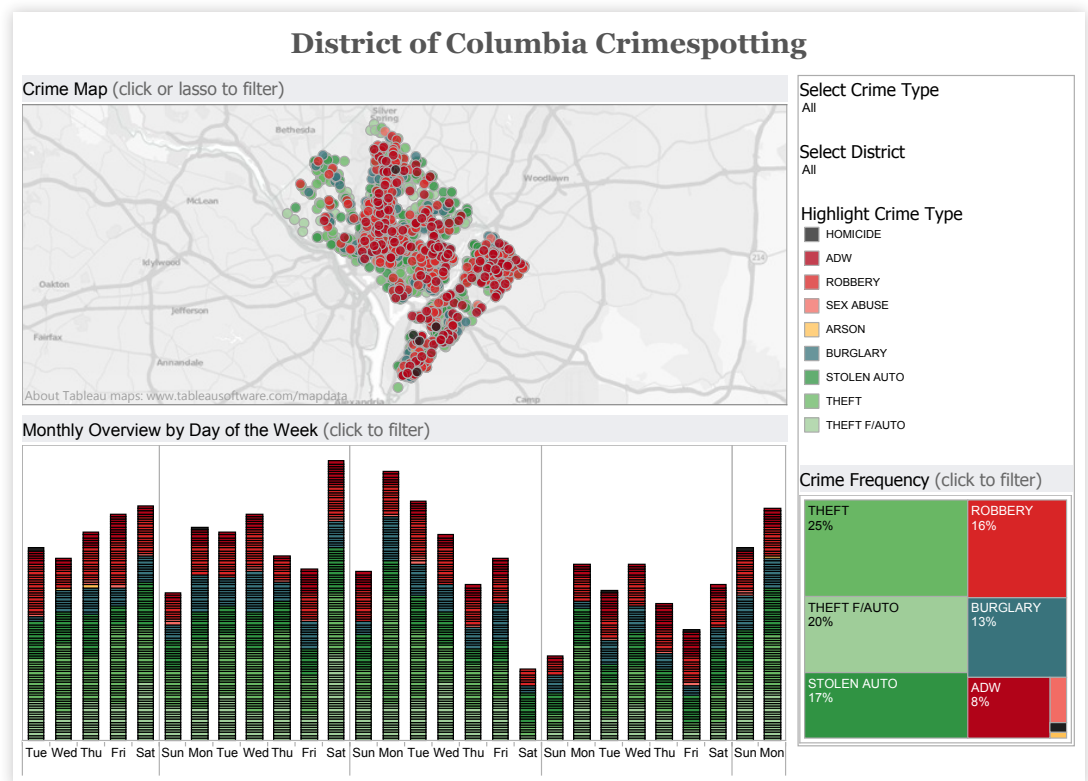 District of Columbia Crimespotting
Crime Map (click or lasso to filter)
Silver
Spring
Bethesda
Woodlawn
McLean
Idylwood
214
Oakton
Jefferson
Fairfax
Annandale
About Tableau maps: www.tableausoftware.com/mapdata
Alexandria
Camp
Monthly Overview by Day of the Week (click to filter)
Tue Wed Thu Fri Sat Sun Mon Tue Wed Thu Fri Sat Sun Mon Tue Wed Thu Fri Sat Sun Mon Tue Wed Thu Fri Sat Sun Mon
Select Crime Type
All
Select District
All
Highlight Crime Type
HOMICIDE
ADW
ROBBERY
SEX ABUSE
ARSON
BURGLARY
STOLEN AUTO
THEFT
THEFT F/AUTO
Crime Frequency (click to filter)
THEFT
25%
ROBBERY
16%
THEFT F/AUTO
20%
BURGLARY
13%
STOLEN AUTO
17%
ADW
8%